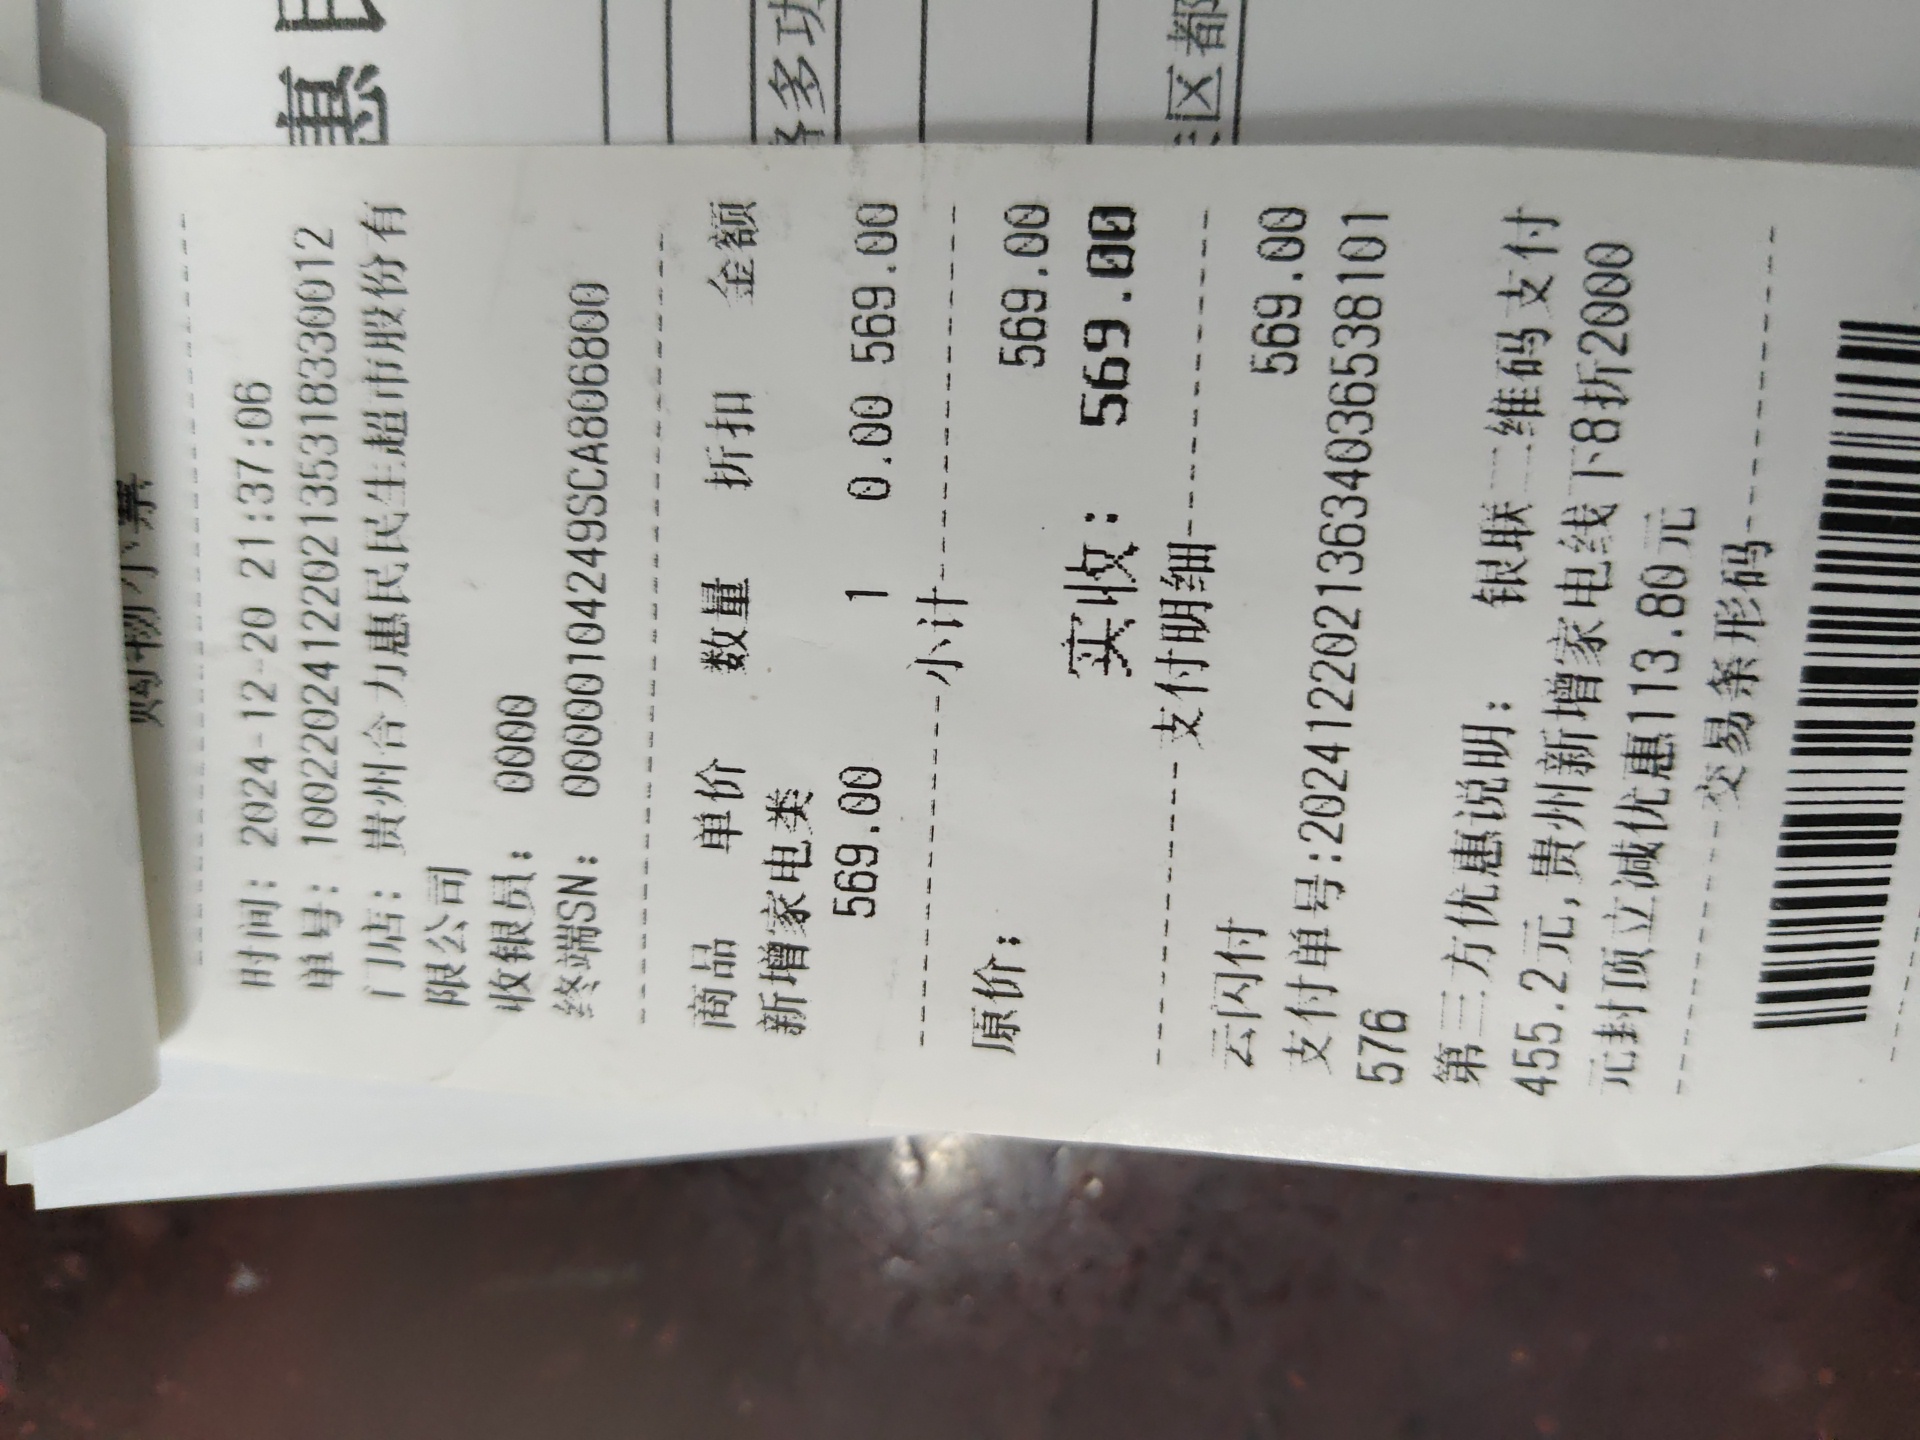 购物小票
时间: 2024-12-20 21:37:06
单号: 100220241220213531833​0012
门店: 贵州合力惠民民生超市股份有
限公司
收银员: 0000
终端SN: 00000104249SCA806800
商品 单价 数量 折扣 金额
新增家电类
569.00 1 0.00 569.00
小计
原价: 569.00
实收: 569.00
支付明细
云闪付 569.00
支付单号:20241220213634036538101
576
第三方优惠说明: 银联二维码支付
455.2元,贵州新增家电线下8折2000
元封顶立减优惠113.80元
交易条形码
惠
多功
区都